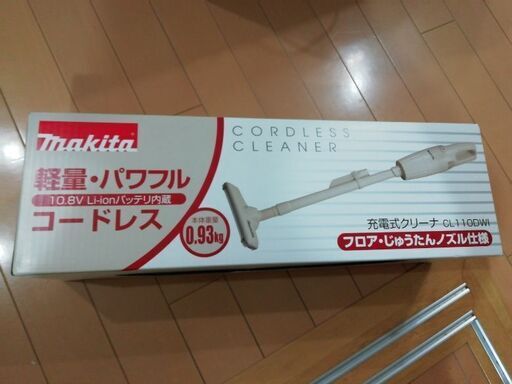 makita
軽量・パワフル
10.8V Li-ionバッテリ内蔵
コードレス
本体重量
0.93kg
CORDLESS
CLEANER
充電式クリーナ CL110DWI
フロア・じゅうたんノズル仕様